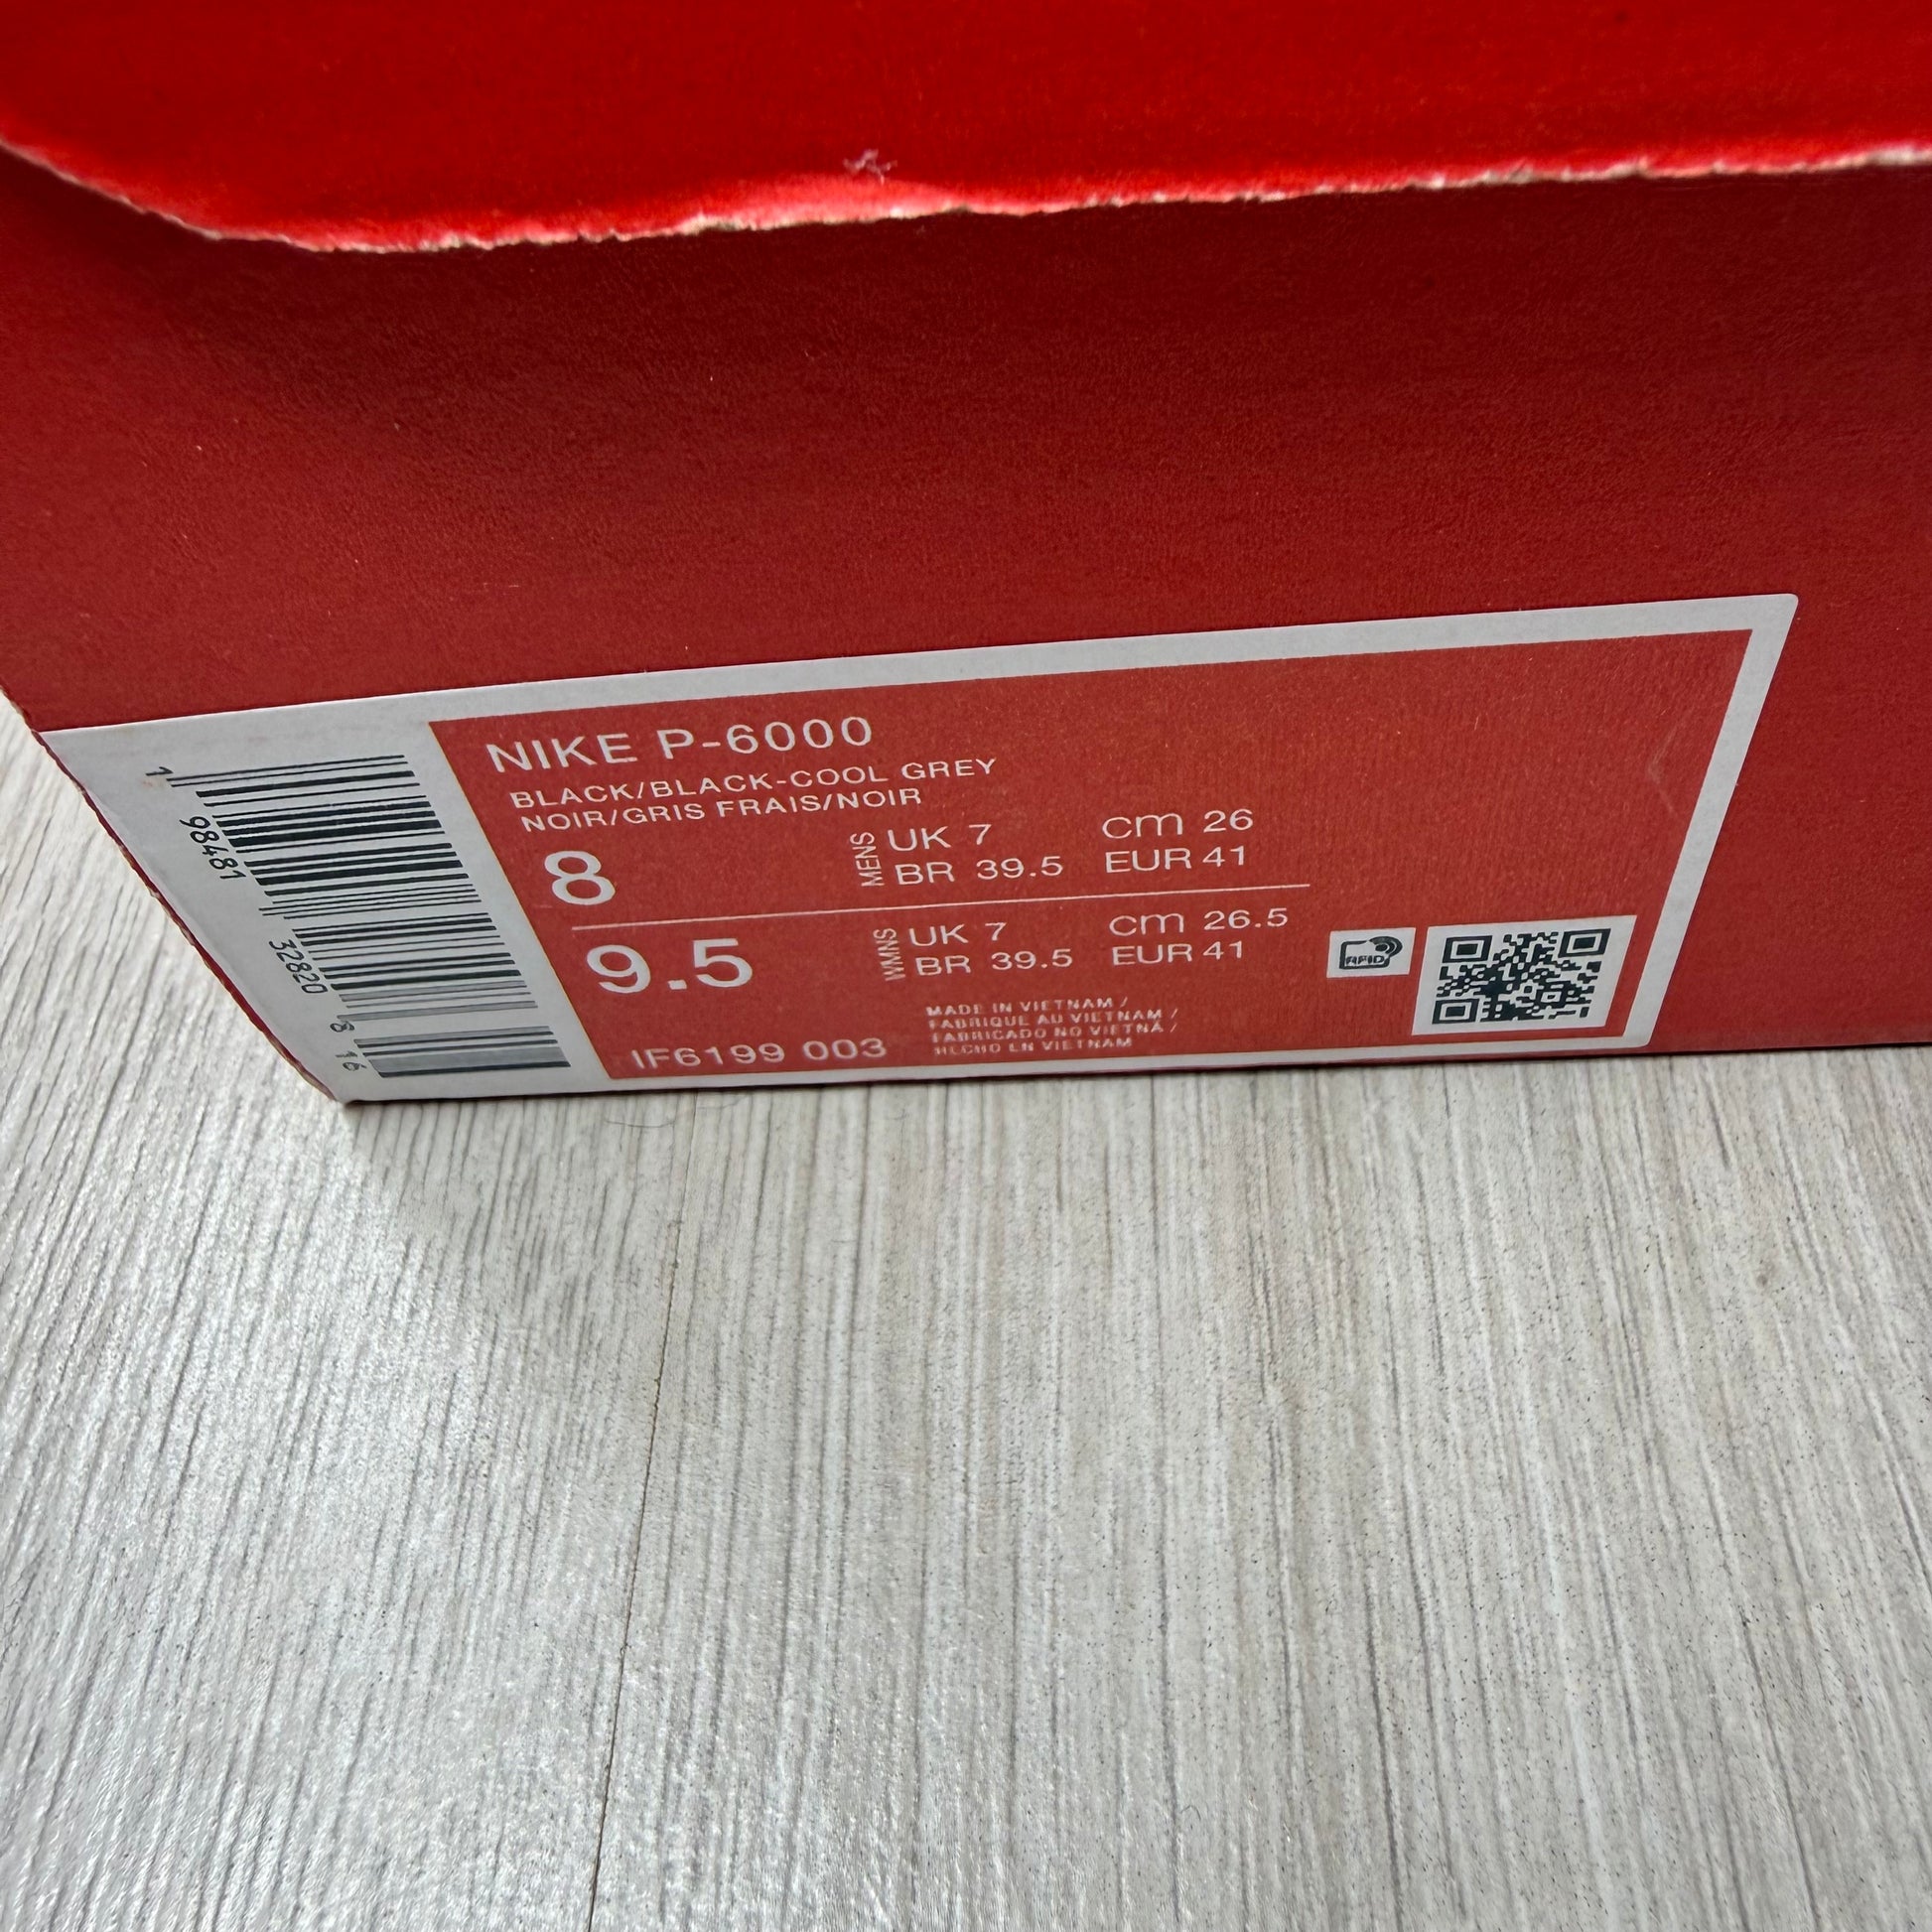 NIKE P-6000
BLACK/BLACK-COOL GREY
NOIR/GRIS FRAIS/NOIR
8
MENS
UK 7
CM 26
BR 39.5
EUR 41
9.5
WMNS
UK 7
CM 26.5
BR 39.5
EUR 41
IF6199 003
MADE IN VIETNAM /
FABRIQUE AU VIETNAM /
FABRICADO NO VIETNÃ /
HECHO EN VIETNAM
RFID
1 98481 32820 8 16